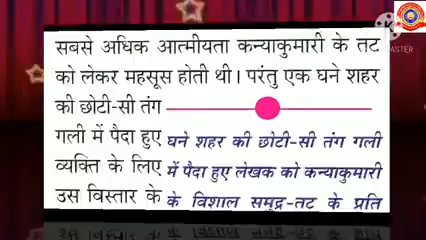 सबसे अधिक आत्मीयता कन्याकुमारी के तट
को लेकर महसूस होती थी। परंतु एक घने शहर
की छोटी-सी तंग
गली में पैदा हुए
व्यक्ति के लिए
उस विस्तार के
घने शहर की छोटी-सी तंग गली
में पैदा हुए लेखक को कन्याकुमारी
के विशाल समुद्र-तट के प्रति